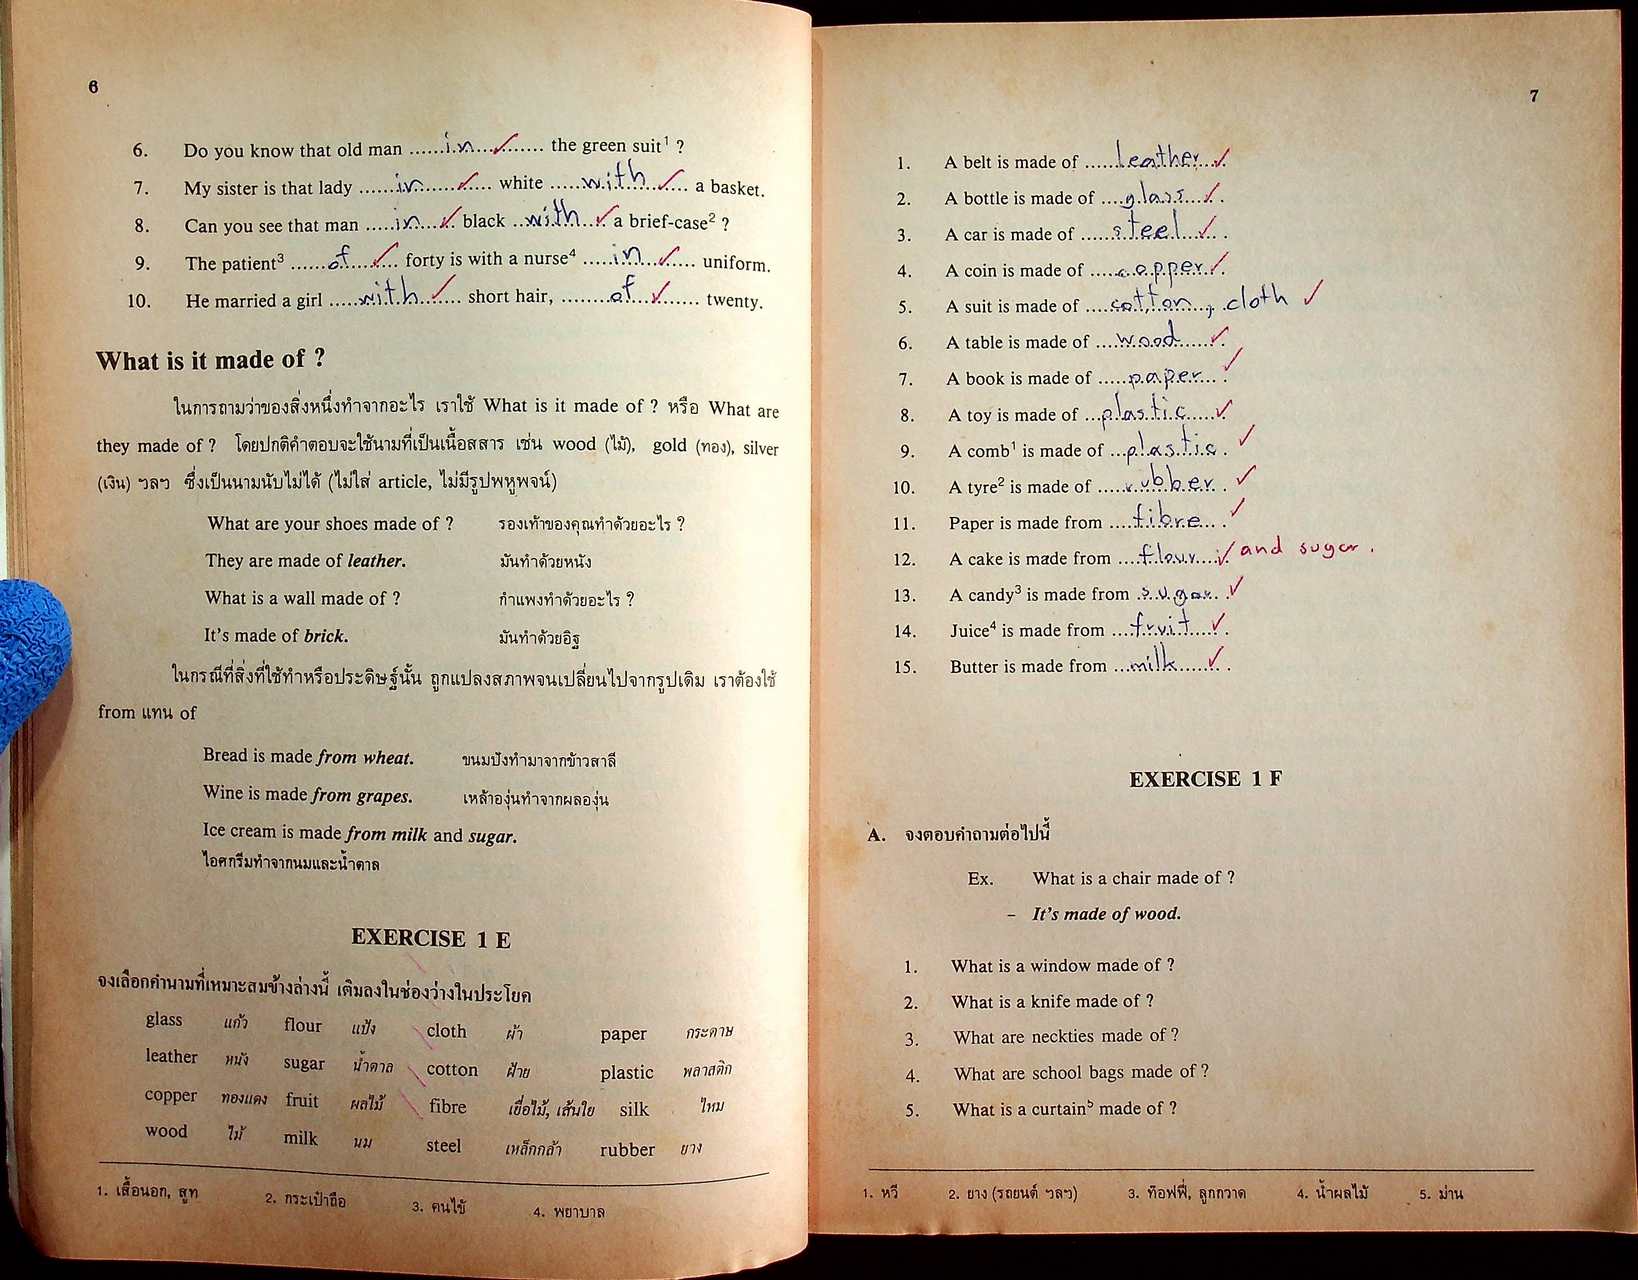 6
6. Do you know that old man ......in......... the green suit¹ ?
7. My sister is that lady ......in......... white .....with...... a basket.
8. Can you see that man .....in..... black ..with.... a brief-case² ?
9. The patient³ ......of....... forty is with a nurse⁴ .....in........ uniform.
10. He married a girl .....with...... short hair, ........of........ twenty.
What is it made of ?
ในการถามว่าของสิ่งหนึ่งทำจากอะไร เราใช้ What is it made of ? หรือ What are
they made of ? โดยปกติคำตอบจะใช้นามที่เป็นเนื้อสสาร เช่น wood (ไม้), gold (ทอง), silver
(เงิน) ฯลฯ ซึ่งเป็นนามนับไม่ได้ (ไม่ใส่ article, ไม่มีรูปพหูพจน์)
What are your shoes made of ? รองเท้าของคุณทำด้วยอะไร ?
They are made of leather. มันทำด้วยหนัง
What is a wall made of ? กำแพงทำด้วยอะไร ?
It's made of brick. มันทำด้วยอิฐ
ในกรณีที่สิ่งที่ใช้ทำหรือประดิษฐ์นั้น ถูกแปลงสภาพจนเปลี่ยนไปจากรูปเดิม เราต้องใช้
from แทน of
Bread is made from wheat. ขนมปังทำมาจากข้าวสาลี
Wine is made from grapes. เหล้าองุ่นทำจากผลองุ่น
Ice cream is made from milk and sugar.
ไอศกรีมทำจากนมและน้ำตาล
EXERCISE 1 E
จงเลือกคำนามที่เหมาะสมข้างล่างนี้ เติมลงในช่องว่างในประโยค
glass แก้ว flour แป้ง cloth ผ้า paper กระดาษ
leather หนัง sugar น้ำตาล cotton ฝ้าย plastic พลาสติก
copper ทองแดง fruit ผลไม้ fibre เยื่อไม้, เส้นใย silk ไหม
wood ไม้ milk นม steel เหล็กกล้า rubber ยาง
1. เสื้อนอก, สูท 2. กระเป๋าถือ 3. คนไข้ 4. พยาบาล
7
1. A belt is made of .....leather...
2. A bottle is made of ....glass.... .
3. A car is made of .....steel.... .
4. A coin is made of .....copper..
5. A suit is made of ....cotton, cloth
6. A table is made of ....wood...... .
7. A book is made of .....paper.... .
8. A toy is made of ...plastic..... .
9. A comb¹ is made of ...plastic. .
10. A tyre² is made of .....rubber. .
11. Paper is made from ....fibre... .
12. A cake is made from ....flour.... and sugar.
13. A candy³ is made from .sugar. .
14. Juice⁴ is made from ....fruit.... .
15. Butter is made from ...milk..... .
EXERCISE 1 F
A. จงตอบคำถามต่อไปนี้
Ex. What is a chair made of ?
– It's made of wood.
1. What is a window made of ?
2. What is a knife made of ?
3. What are neckties made of ?
4. What are school bags made of ?
5. What is a curtain⁵ made of ?
1. หวี 2. ยาง (รถยนต์ ฯลฯ) 3. ท๊อฟฟี่, ลูกกวาด 4. น้ำผลไม้ 5. ม่าน